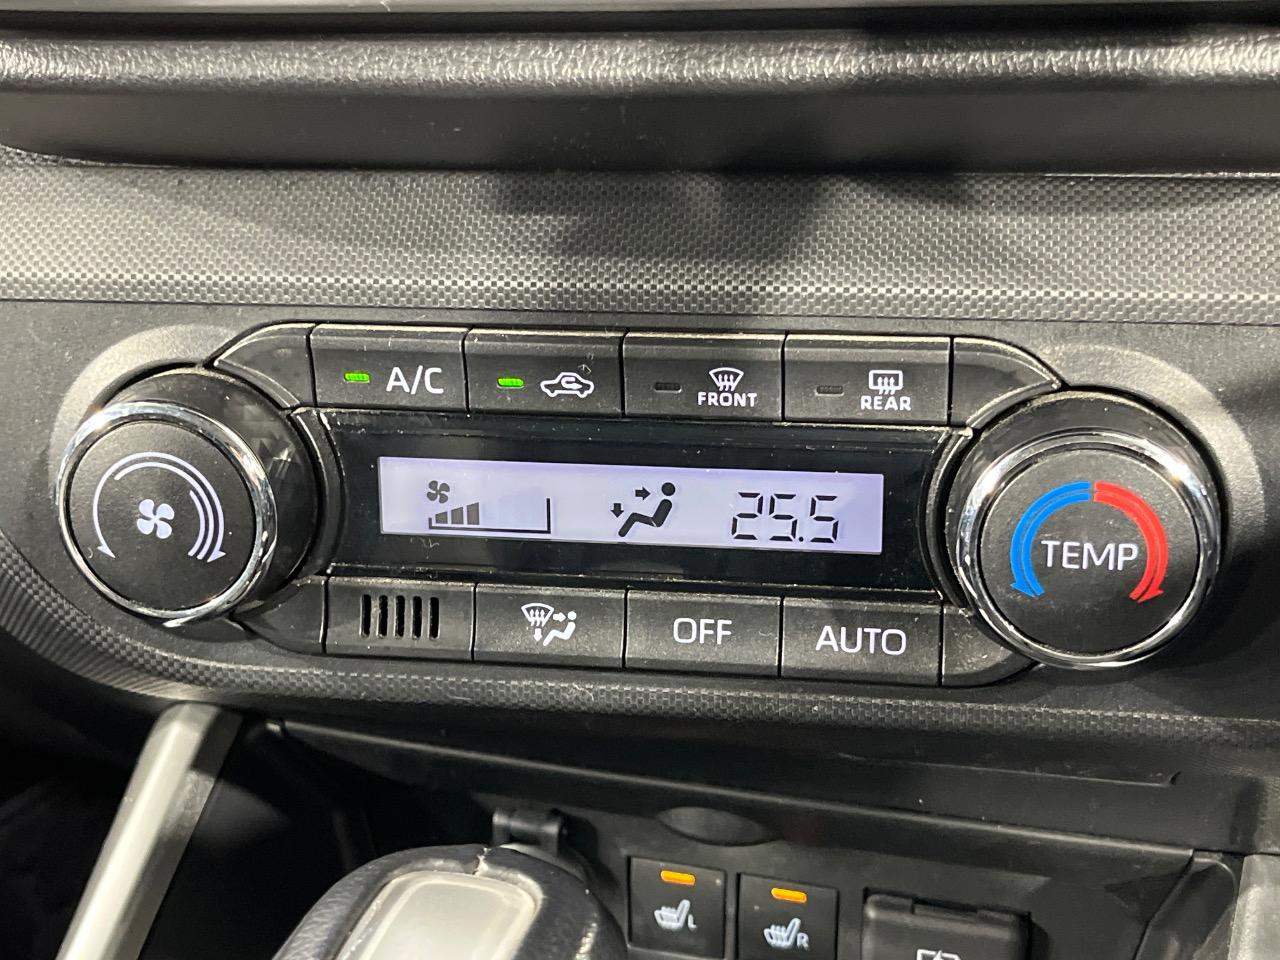 A/C
FRONT
REAR
25.5
TEMP
OFF
AUTO
L
R